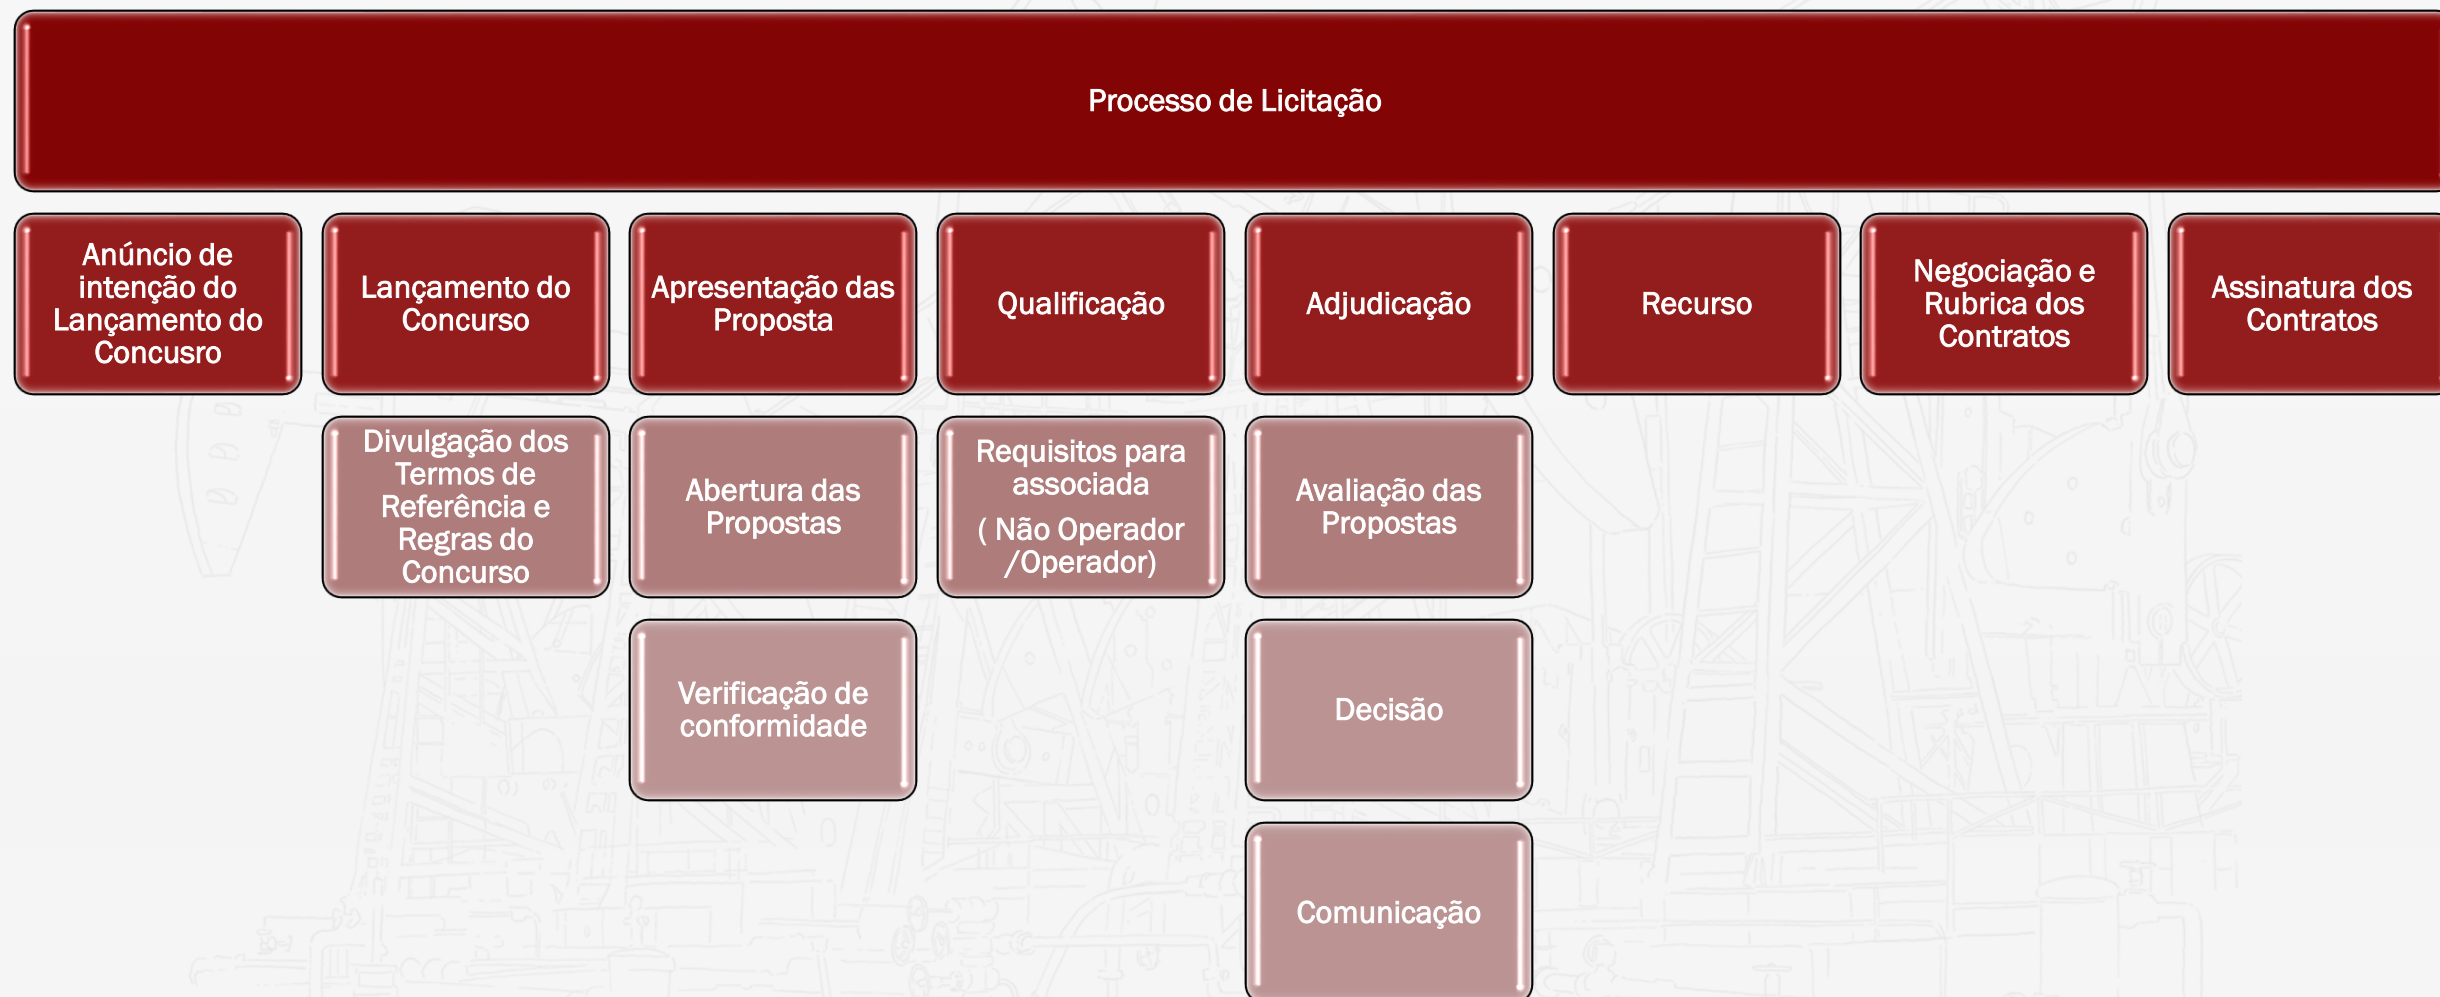 Processo de Licitação
Anúncio de
intenção do
Lançamento do
Concusro
Lançamento do
Concurso
Apresentação das
Proposta
Qualificação
Adjudicação
Recurso
Negociação e
Rubrica dos
Contratos
Assinatura dos
Contratos
Divulgação dos
Termos de
Referência e
Regras do
Concurso
Abertura das
Propostas
Requisitos para
associada
( Não Operador
/Operador)
Avaliação das
Propostas
Verificação de
conformidade
Decisão
Comunicação